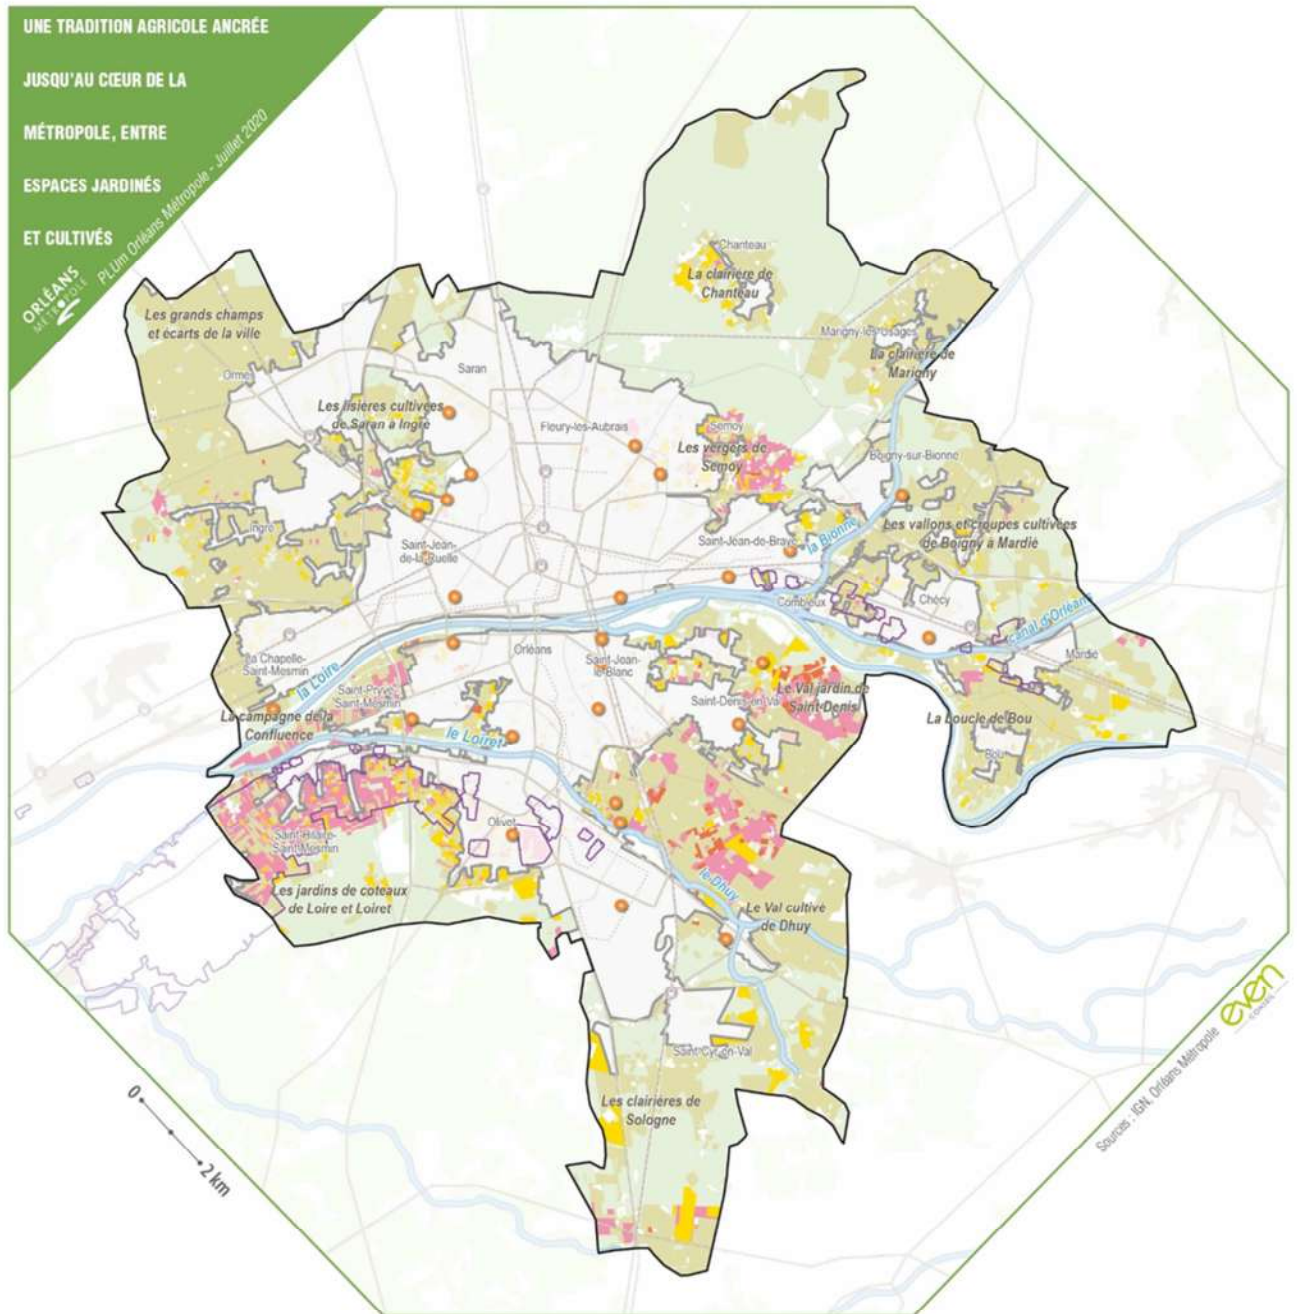 UNE TRADITION AGRICOLE ANCRÉE
JUSQU'AU CŒUR DE LA
MÉTROPOLE, ENTRE
ESPACES JARDINÉS
ET CULTIVÉS
PLUm Orléans Métropole - Juillet 2020
ORLÉANS
MÉTROPOLE
Chanteau
La clairière de
Chanteau
Les grands champs
et écarts de la ville
Marigny-les-Usages
La clairière de
Marigny
Ormes
Saran
Les lisières cultivées
de Saran à Ingré
Fleury-les-Aubrais
Semoy
Les vergers de
Semoy
Boigny-sur-Bionne
Ingré
Saint-Jean-
de-la-Ruelle
Saint-Jean-de-Braye
la Bionne
Les vallons et croupes cultivées
de Boigny à Mardié
Combleux
Chécy
canal d'Orléans
Mardié
La Chapelle-
Saint-Mesmin
la Loire
Orléans
Saint-Jean-
le-Blanc
Saint-Pryvé-
Saint-Mesmin
Saint-Denis-en-Val
Le Val jardin de
Saint-Denis
La campagne de la
Confluence
le Loiret
La boucle de Bou
Bou
Olivet
Saint-Hilaire-
Saint-Mesmin
Les jardins de coteaux
de Loire et Loiret
le Dhuy
Le Val cultivé
de Dhuy
Saint-Cyr-en-Val
Les clairières de
Sologne
0
2 km
Sources : IGN, Orléans Métropole
even
CONSEIL